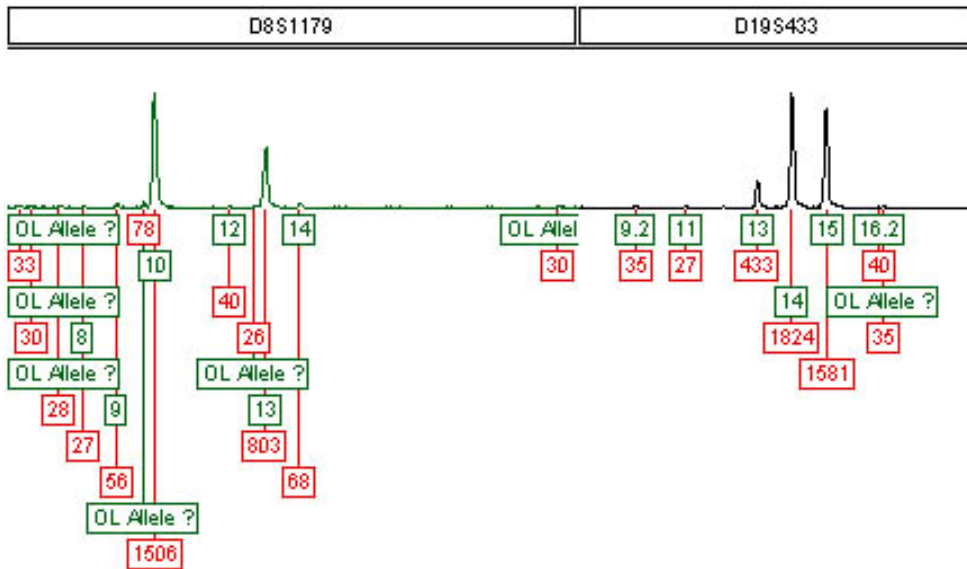 D8S1179 D19S433
OL Allele ? 78 12 14 OL Allel 9.2 11 13 15 16.2
33 10 30 35 27 433 40
OL Allele ? 40 14 OL Allele ?
30 8 26 1824 35
OL Allele ? OL Allele ? 1581
28 9 13
27 803
56 68
OL Allele ?
1506